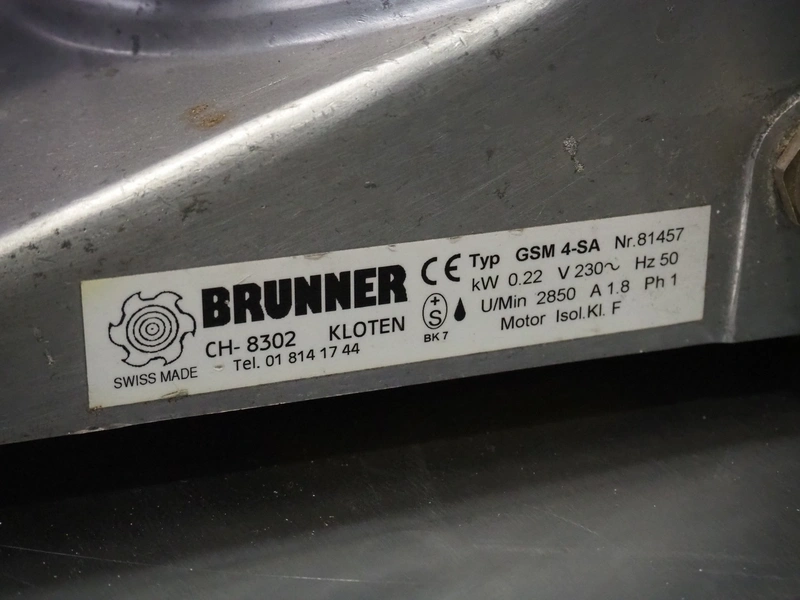 SWISS MADE
BRUNNER
CH- 8302 KLOTEN
Tel. 01 814 17 44
CE
+
S
BK 7
Typ GSM 4-SA Nr.81457
kW 0.22 V 230~ Hz 50
U/Min 2850 A 1.8 Ph 1
Motor Isol.Kl. F